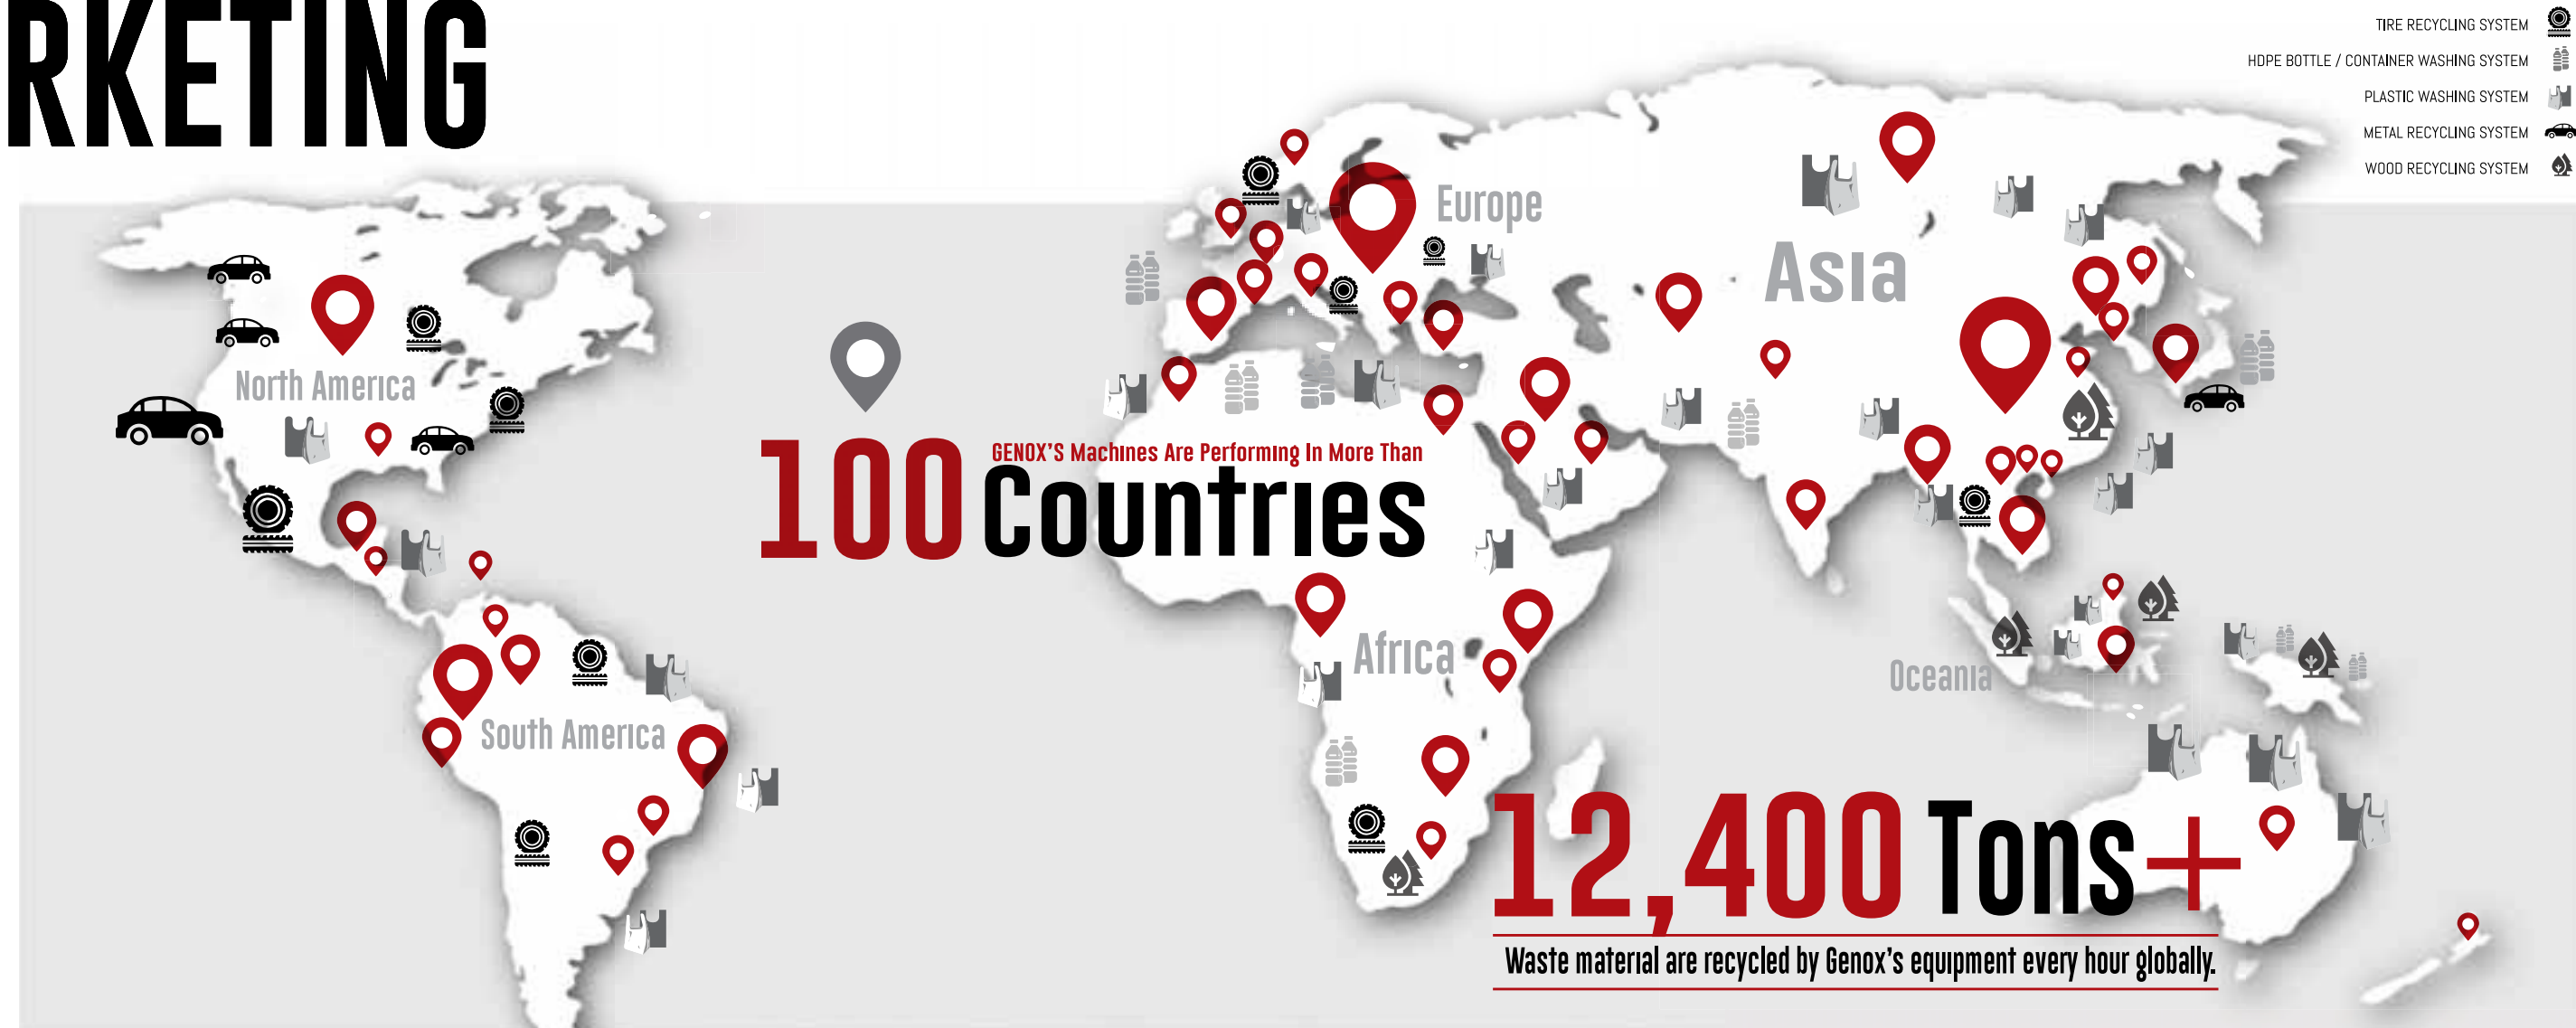 RKETING
TIRE RECYCLING SYSTEM
HDPE BOTTLE / CONTAINER WASHING SYSTEM
PLASTIC WASHING SYSTEM
METAL RECYCLING SYSTEM
WOOD RECYCLING SYSTEM
Europe
Asia
North America
GENOX'S Machines Are Performing In More Than
100 Countries
Africa
Oceania
South America
12,400 Tons+
Waste material are recycled by Genox's equipment every hour globally.